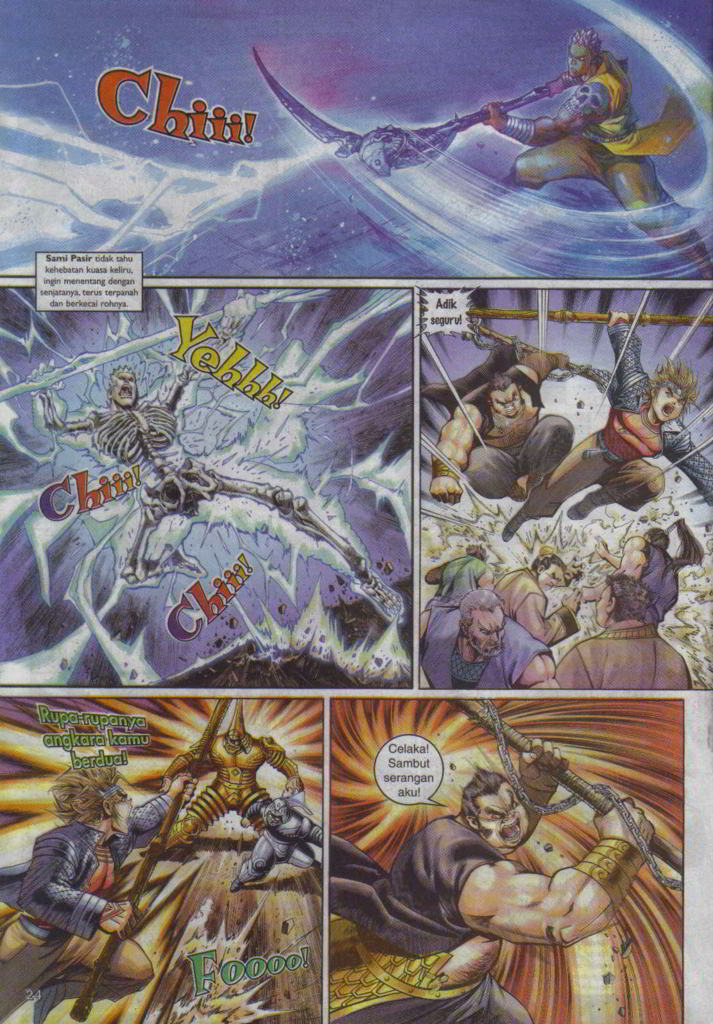 Chiii!
Sami Pasir tidak tahu
kehebatan kuasa keliru,
ingin menentang dengan
senjatanya, terus terpanah
dan berkecai rohnya.
Yehhh!
Chiii!
Chiii!
Adik
seguru!
Rupa-rupanya
angkara kamu
berdua!
Foooo!
Celaka!
Sambut
serangan
aku!
24